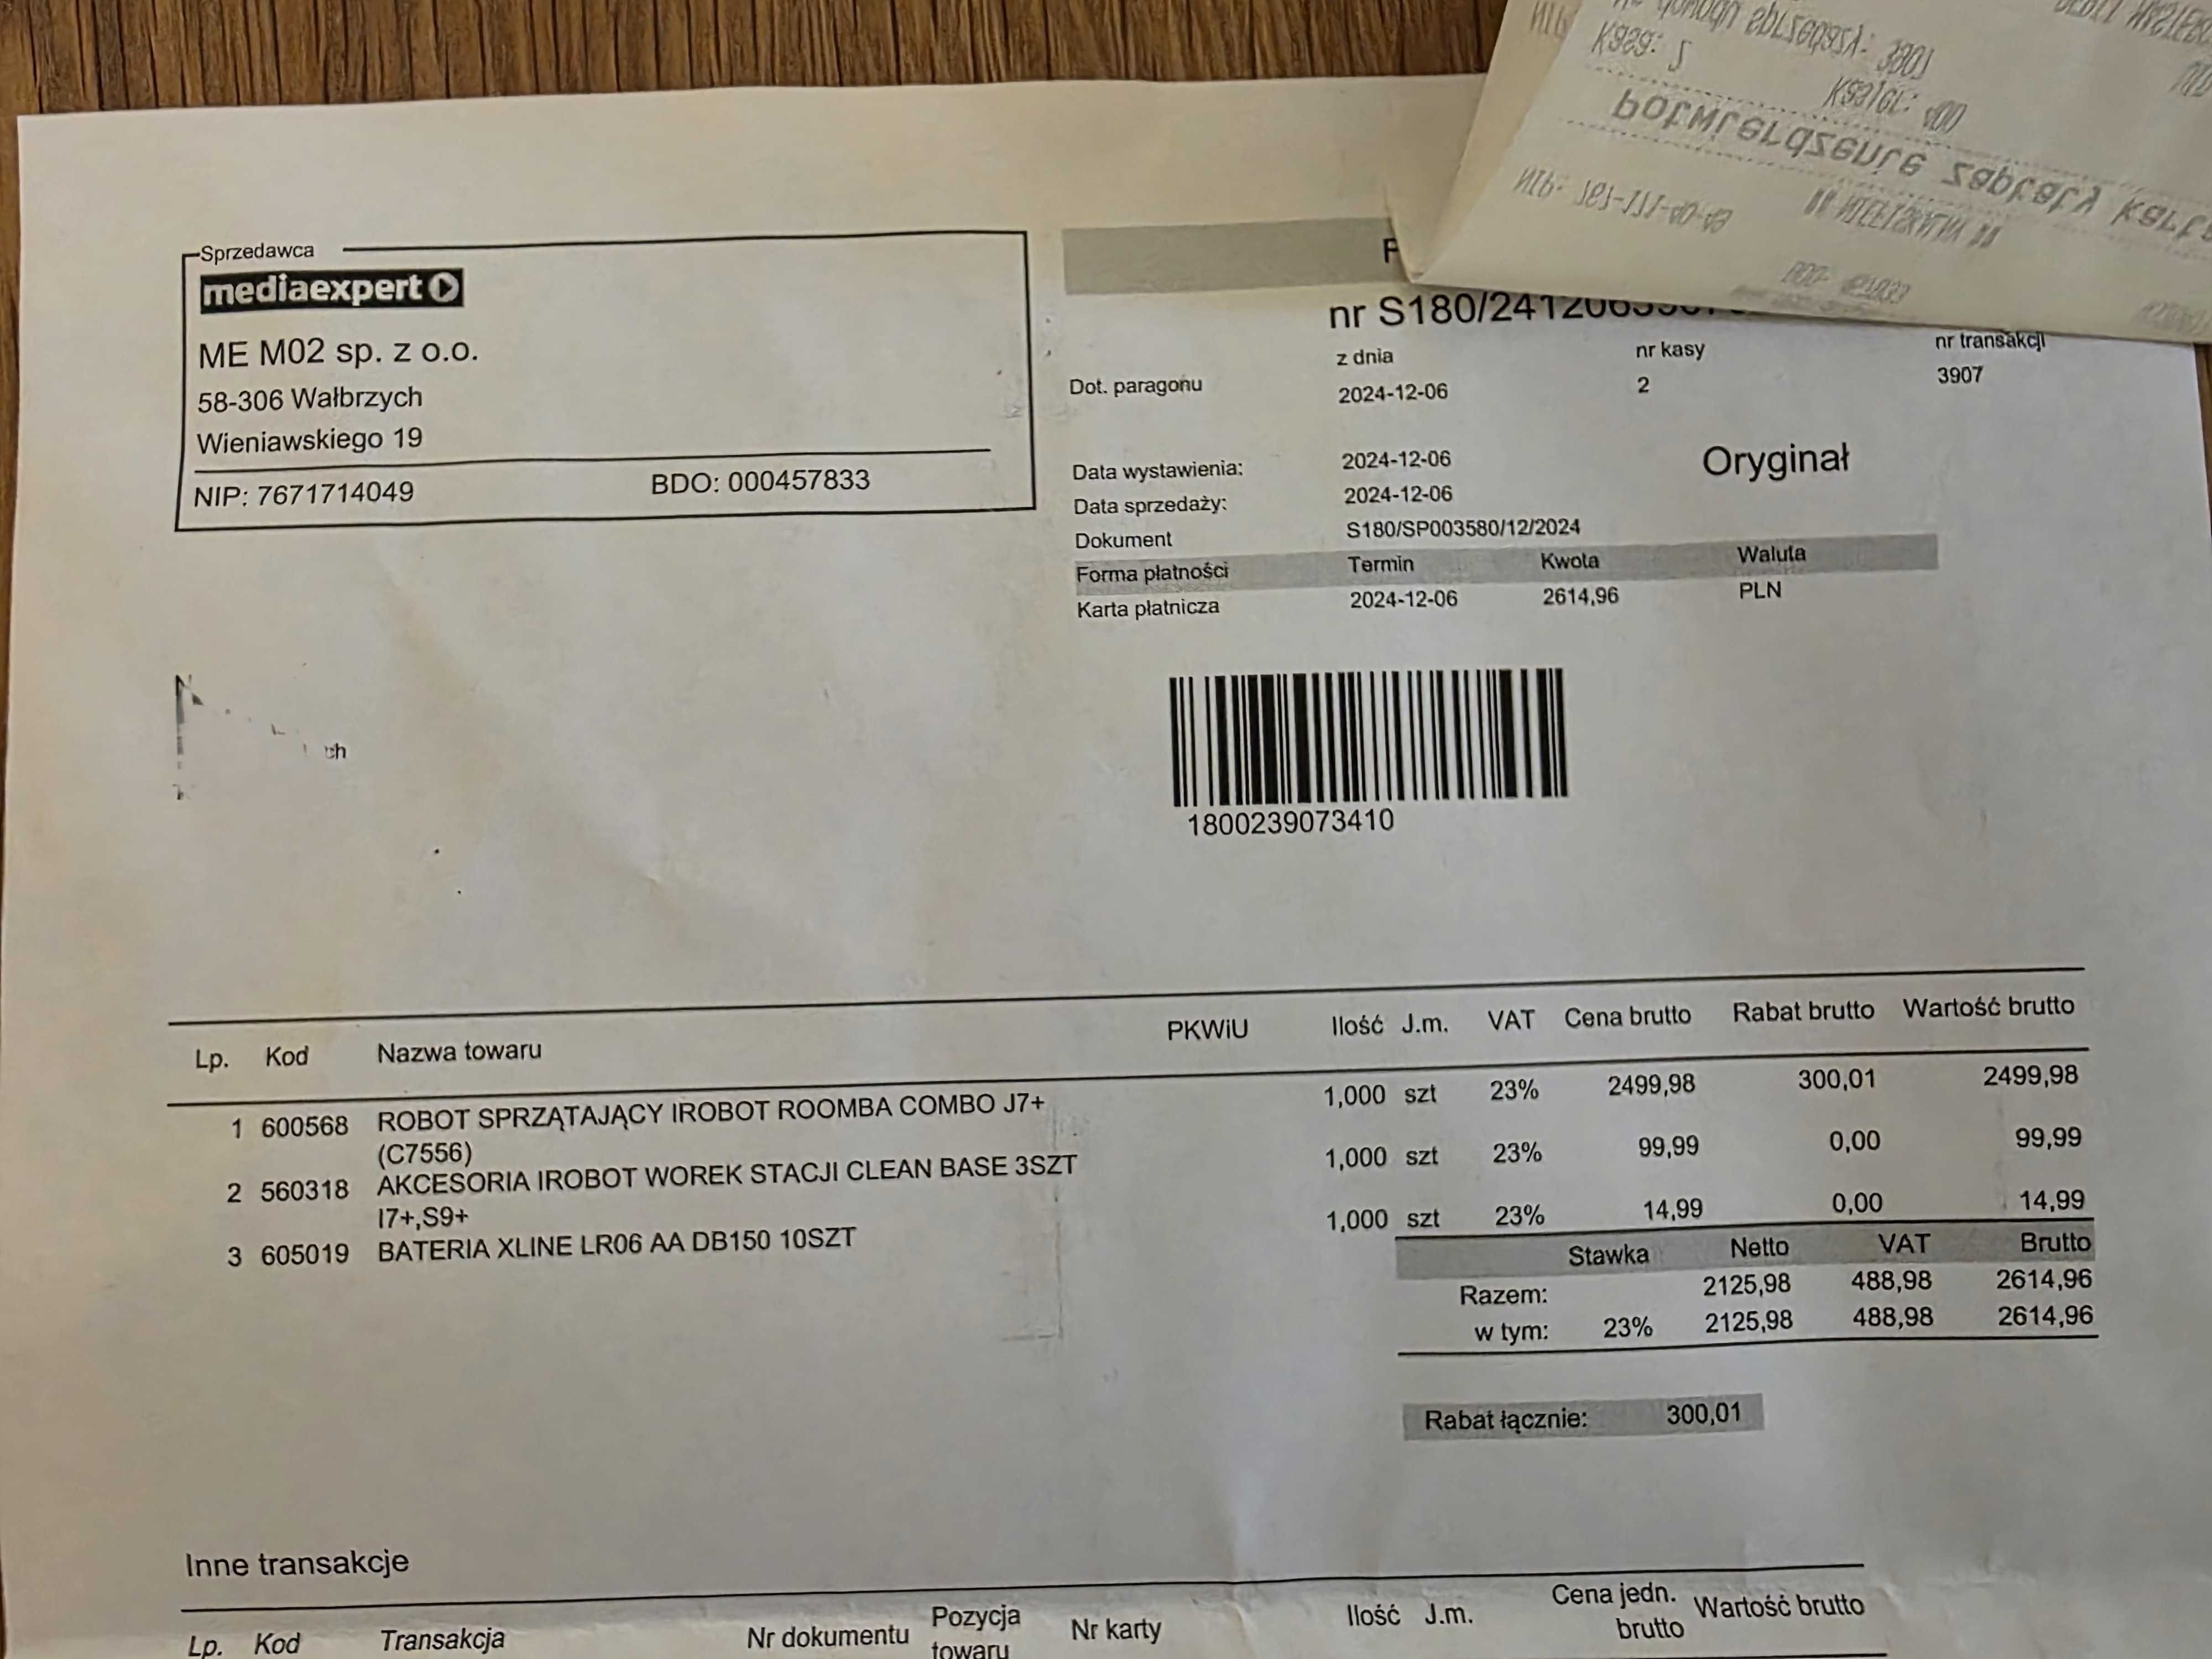 Sprzedawca
mediaexpert
ME M02 sp. z o.o.
58-306 Wałbrzych
Wieniawskiego 19
NIP: 7671714049 BDO: 000457833
Potwierdzenie zapłaty
nr S180/241206
z dnia nr kasy nr transakcji
Dot. paragonu 2024-12-06 2 3907
Data wystawienia: 2024-12-06 Oryginał
Data sprzedaży: 2024-12-06
Dokument S180/SP003580/12/2024
Forma płatności Termin Kwota Waluta
Karta płatnicza 2024-12-06 2614,96 PLN
ch
1800239073410
Lp. Kod Nazwa towaru PKWiU Ilość J.m. VAT Cena brutto Rabat brutto Wartość brutto
1 600568 ROBOT SPRZĄTAJĄCY IROBOT ROOMBA COMBO J7+ 1,000 szt 23% 2499,98 300,01 2499,98
(C7556)
2 560318 AKCESORIA IROBOT WOREK STACJI CLEAN BASE 3SZT 1,000 szt 23% 99,99 0,00 99,99
I7+,S9+
3 605019 BATERIA XLINE LR06 AA DB150 10SZT 1,000 szt 23% 14,99 0,00 14,99
Stawka Netto VAT Brutto
Razem: 2125,98 488,98 2614,96
w tym: 23% 2125,98 488,98 2614,96
Rabat łącznie: 300,01
Inne transakcje
Lp. Kod Transakcja Nr dokumentu Pozycja towaru Nr karty Ilość J.m. Cena jedn. brutto Wartość brutto